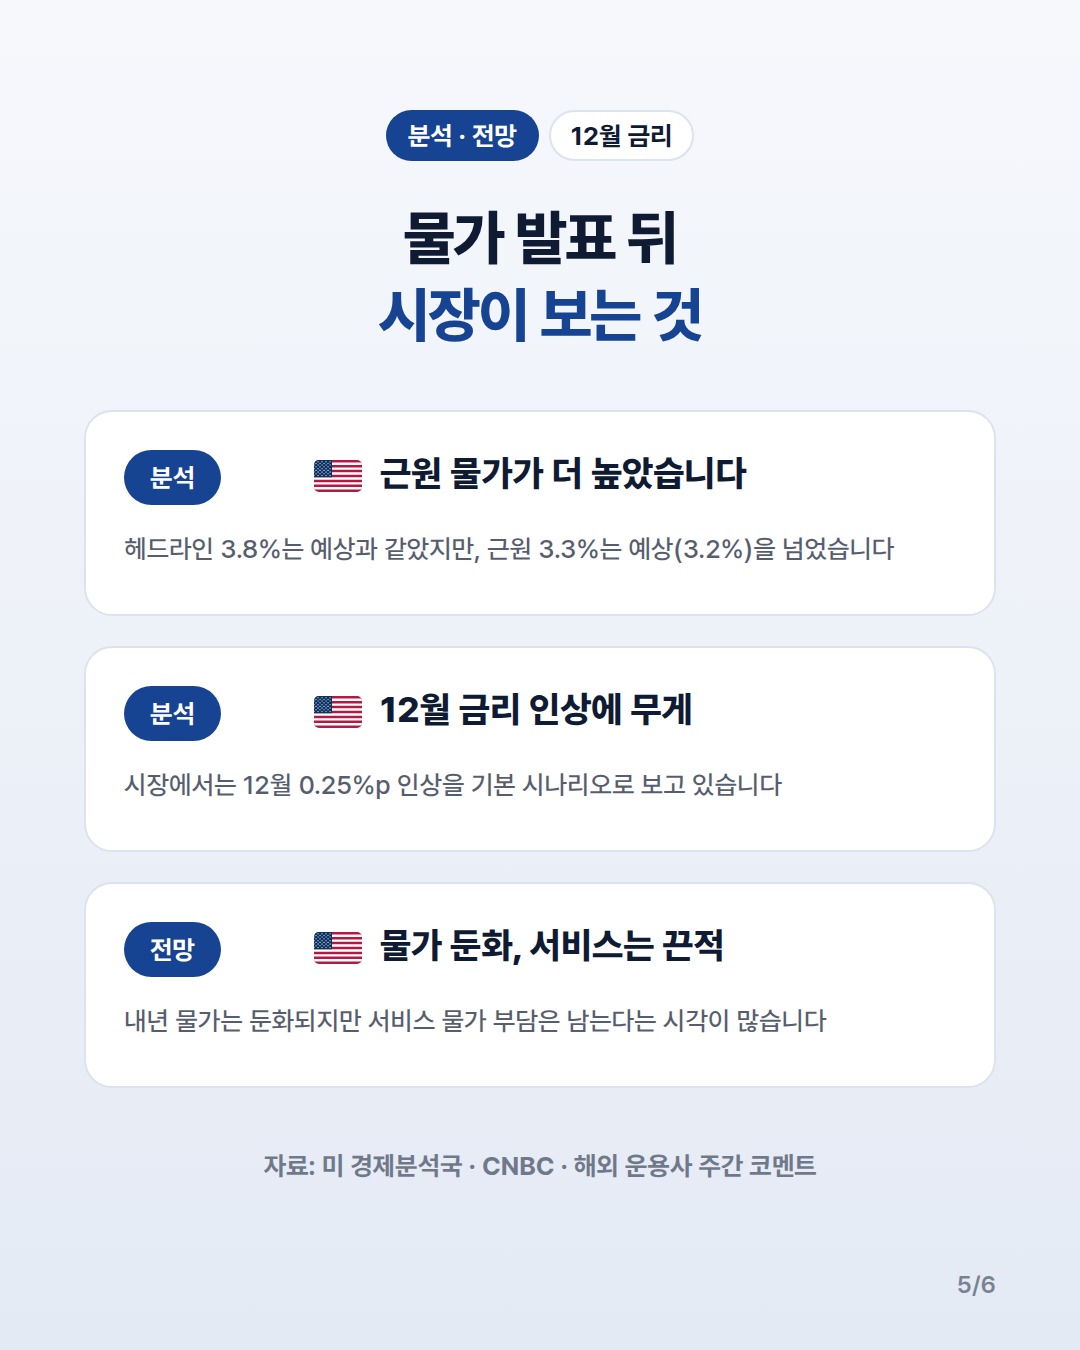 분석 · 전망
12월 금리
물가 발표 뒤
시장이 보는 것
분석
근원 물가가 더 높았습니다
헤드라인 3.8%는 예상과 같았지만, 근원 3.3%는 예상(3.2%)을 넘었습니다
분석
12월 금리 인상에 무게
시장에서는 12월 0.25%p 인상을 기본 시나리오로 보고 있습니다
전망
물가 둔화, 서비스는 끈적
내년 물가는 둔화되지만 서비스 물가 부담은 남는다는 시각이 많습니다
자료: 미 경제분석국 · CNBC · 해외 운용사 주간 코멘트
5/6